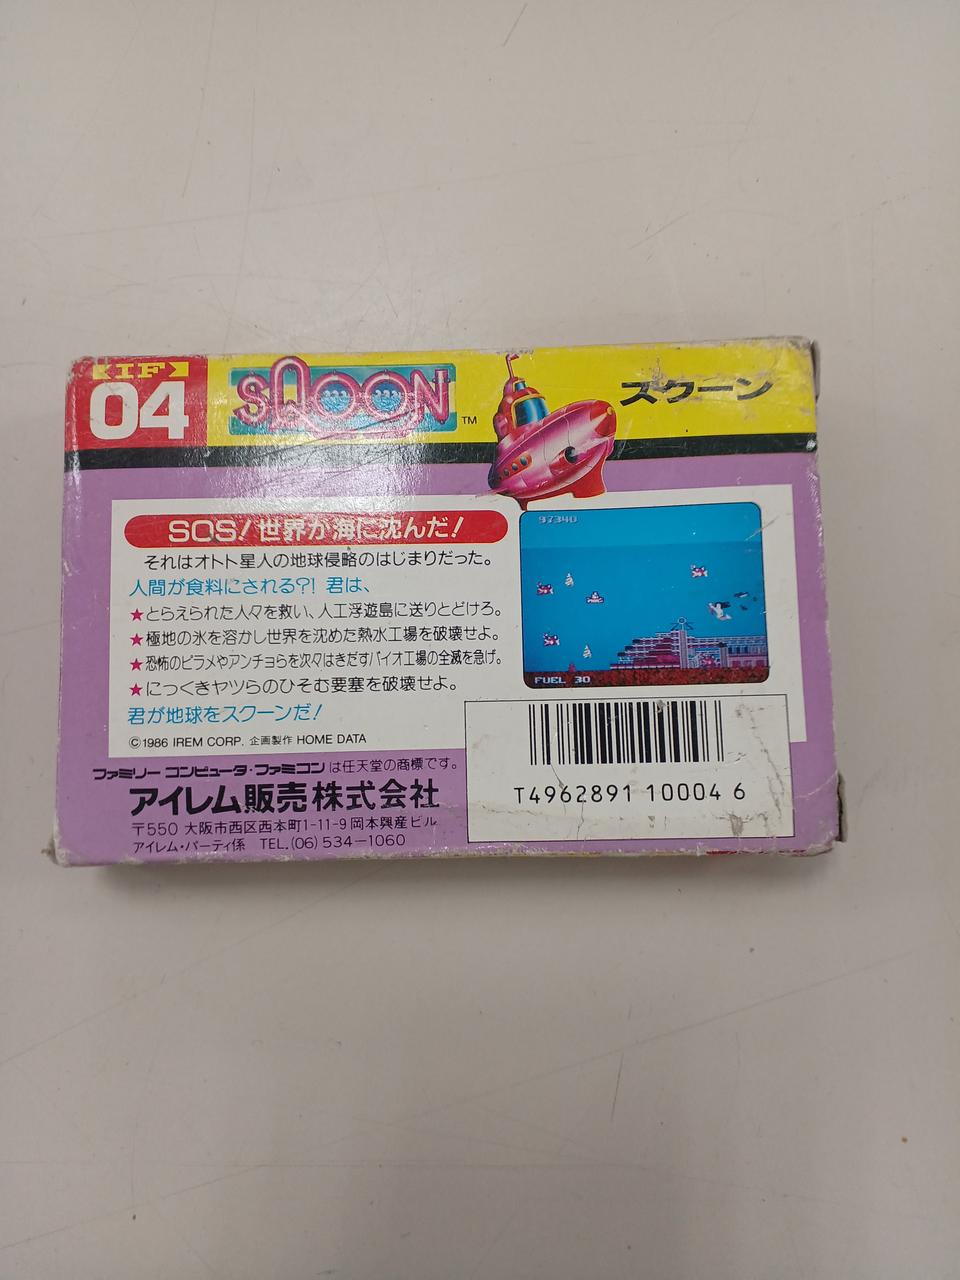 IF
04
SQOON TM
スクーン
SOS! 世界が海に沈んだ!
それはオトト星人の地球侵略のはじまりだった。
人間が食料にされる?! 君は、
★とらえられた人々を救い、人工浮遊島に送りとどけろ。
★極地の氷を溶かし世界を沈めた熱水工場を破壊せよ。
★恐怖のピラメやアンチョらを次々はきだすバイオ工場の全滅を急げ。
★にっくきヤツらのひそむ要塞を破壊せよ。
君が地球をスクーンだ!
©1986 IREM CORP. 企画製作 HOME DATA
97340
FUEL 30
ファミリー コンピュータ・ファミコンは任天堂の商標です。
アイレム販売株式会社
〒550 大阪市西区西本町1-11-9 岡本興産ビル
アイレム・パーティ係 TEL.(06)534-1060
T4962891 10004 6